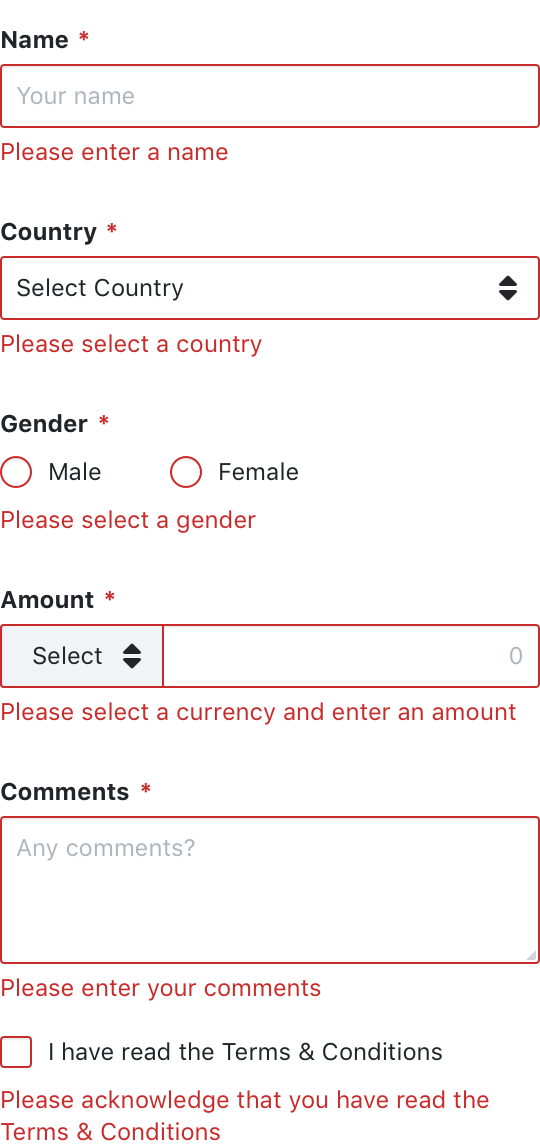 Name *
Your name
Please enter a name
Country *
Select Country
Please select a country
Gender *
Male Female
Please select a gender
Amount *
Select 0
Please select a currency and enter an amount
Comments *
Any comments?
Please enter your comments
I have read the Terms & Conditions
Please acknowledge that you have read the
Terms & Conditions